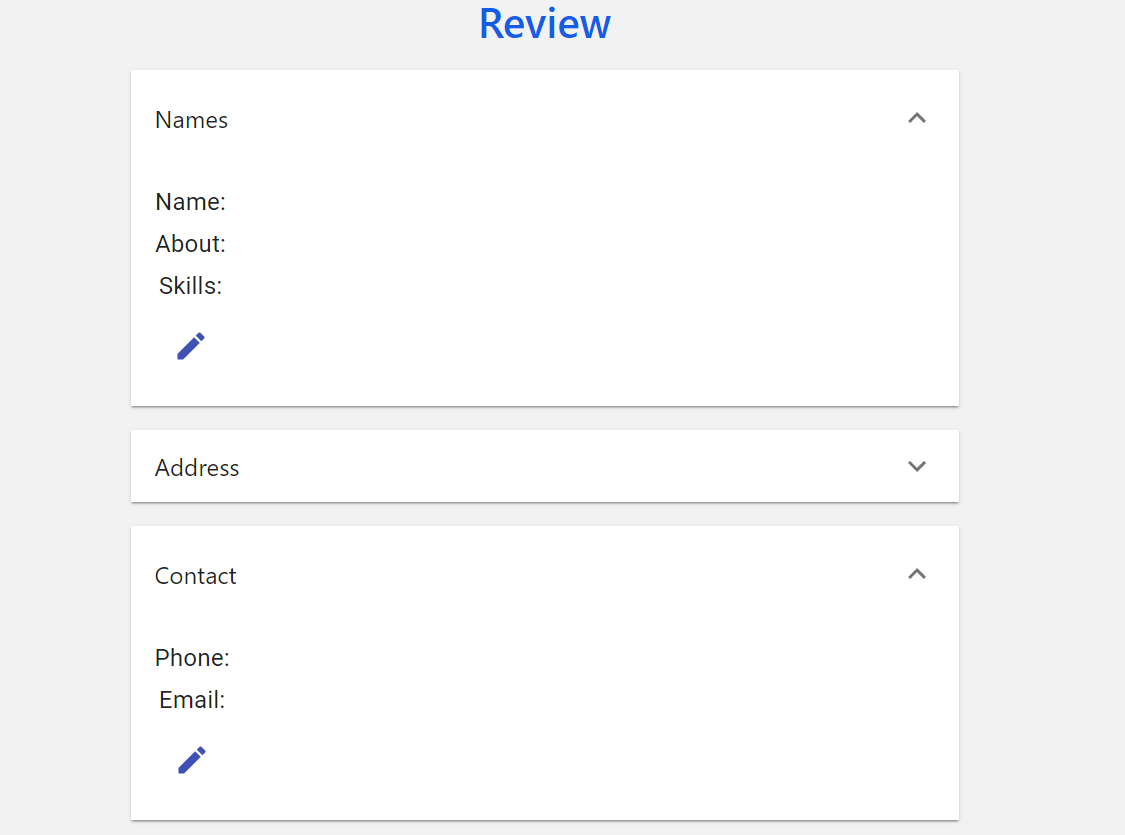 Review
Names
Name:
About:
Skills:
Address
Contact
Phone:
Email: